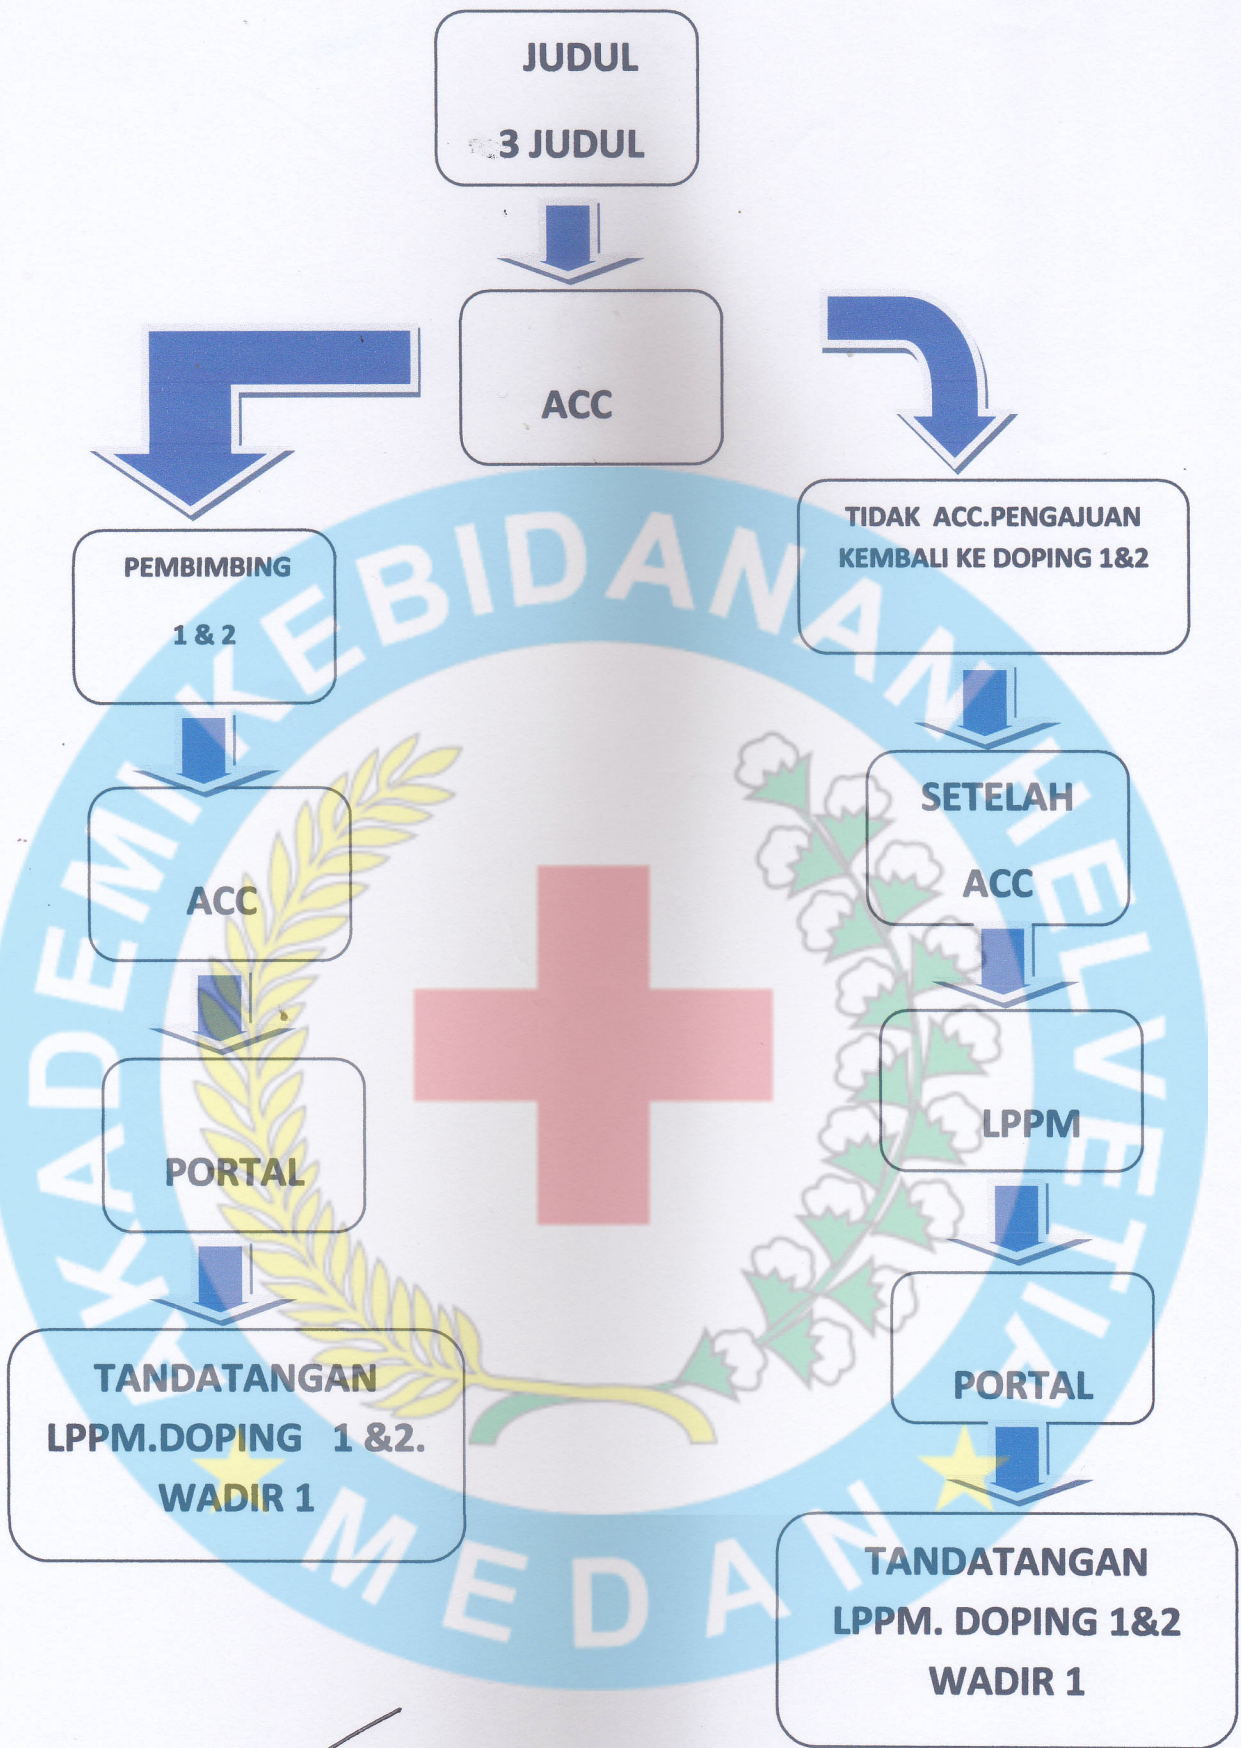 JUDUL
3 JUDUL
ACC
PEMBIMBING
1 & 2
ACC
PORTAL
TANDATANGAN
LPPM.DOPING 1 &2.
WADIR 1
TIDAK ACC.PENGAJUAN
KEMBALI KE DOPING 1&2
SETELAH
ACC
LPPM
PORTAL
TANDATANGAN
LPPM. DOPING 1&2
WADIR 1
AKADEMI KEBIDANAN HELVETIA
MEDAN